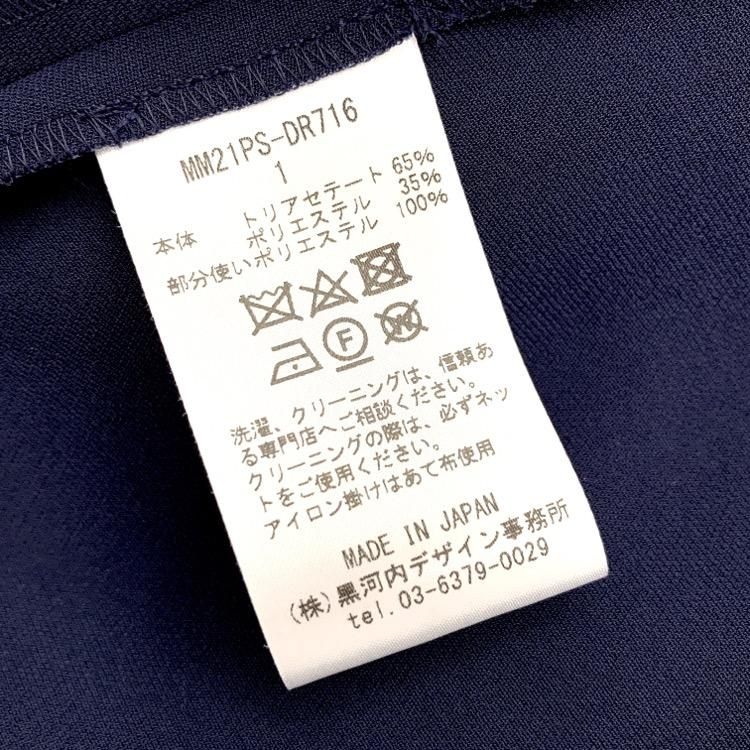 MM21PS-DR716
1
本体 トリアセテート 65%
ポリエステル 35%
部分使いポリエステル 100%
F
W
洗濯、クリーニングは、信頼あ
る専門店へご相談ください。
クリーニングの際は、必ずネッ
トをご使用ください。
アイロン掛けはあて布使用
MADE IN JAPAN
(株)黒河内デザイン事務所
tel. 03-6379-0029